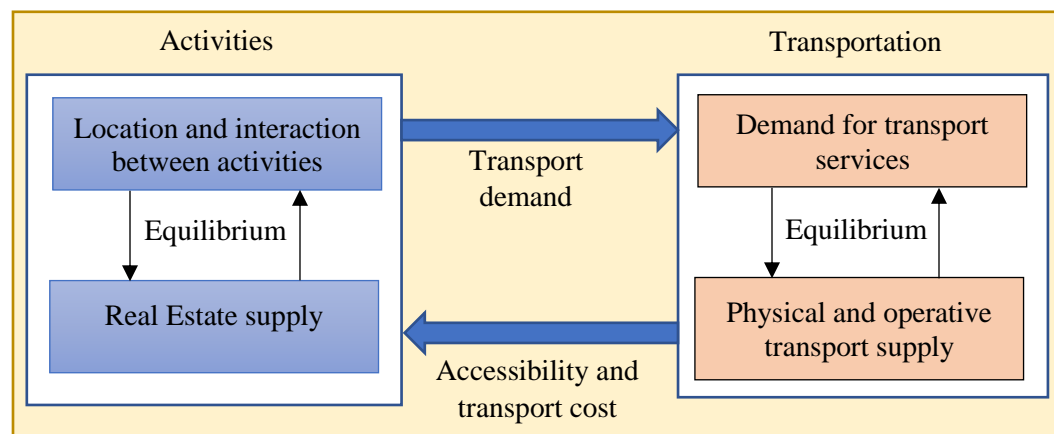 Activities
Transportation
Location and interaction
between activities
Equilibrium
Real Estate supply
Transport
demand
Accessibility and
transport cost
Demand for transport
services
Equilibrium
Physical and operative
transport supply